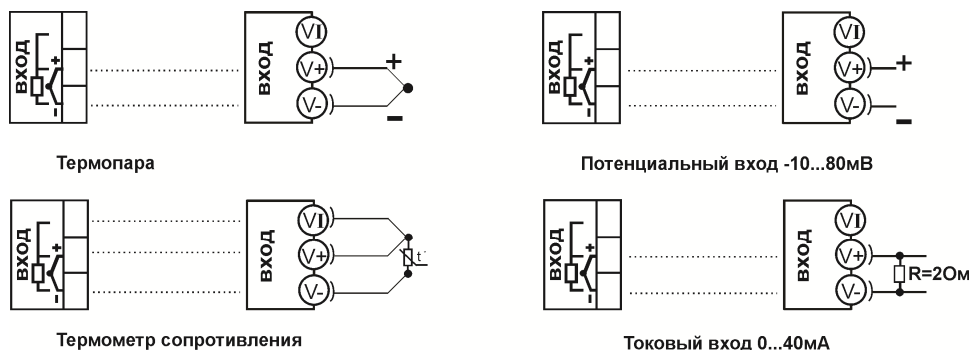 ВХОД
+
-
ВХОД
VI
V+
V-
+
-
Термопара
ВХОД
+
-
ВХОД
VI
V+
V-
+
-
Потенциальный вход -10...80мВ
ВХОД
+
-
ВХОД
VI
V+
V-
t˙
Термометр сопротивления
ВХОД
+
-
ВХОД
VI
V+
V-
R=2Ом
Токовый вход 0...40мА